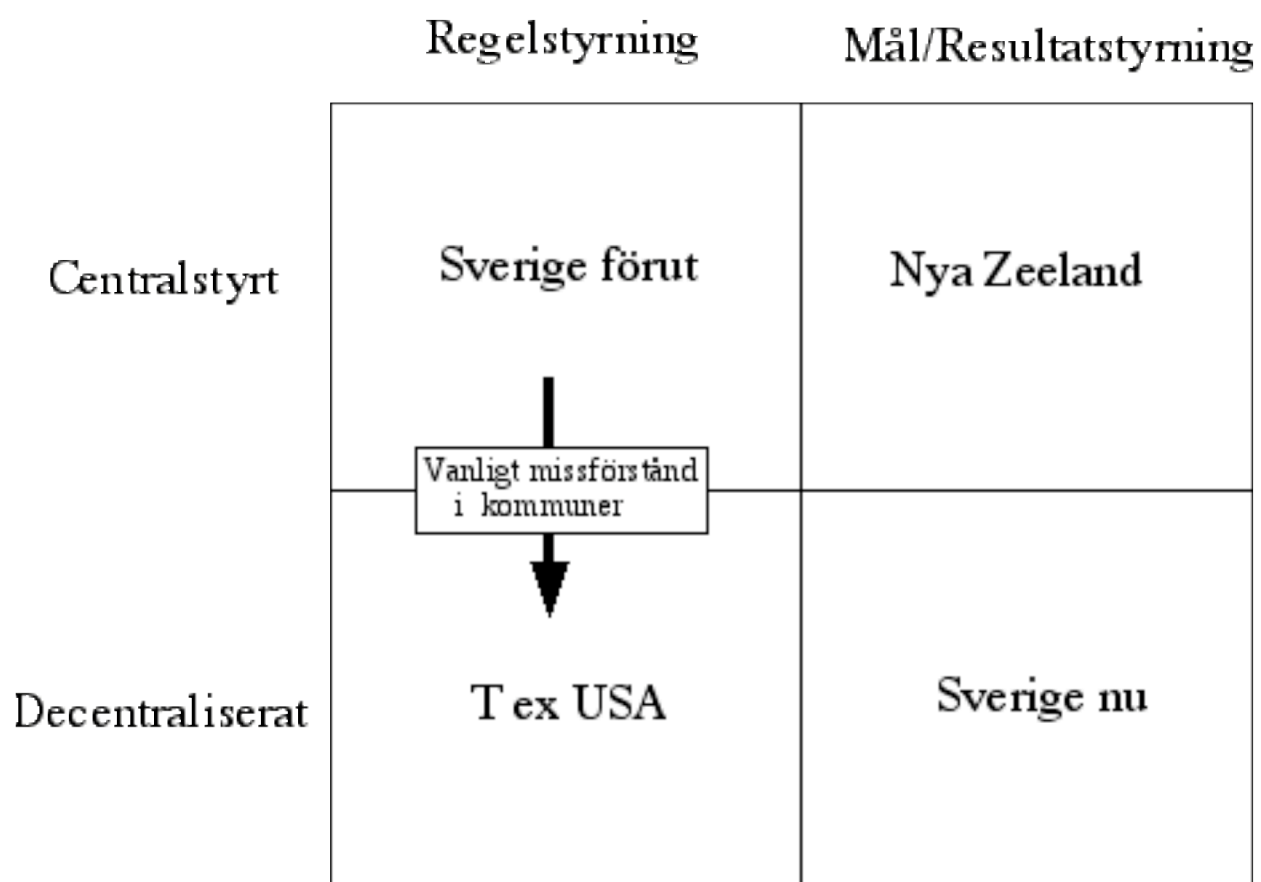 Regelstyrning
Mål/Resultatstyrning
Centralstyrt
Sverige förut
Nya Zeeland
Vanligt missförstånd
i kommuner
Decentraliserat
T ex USA
Sverige nu